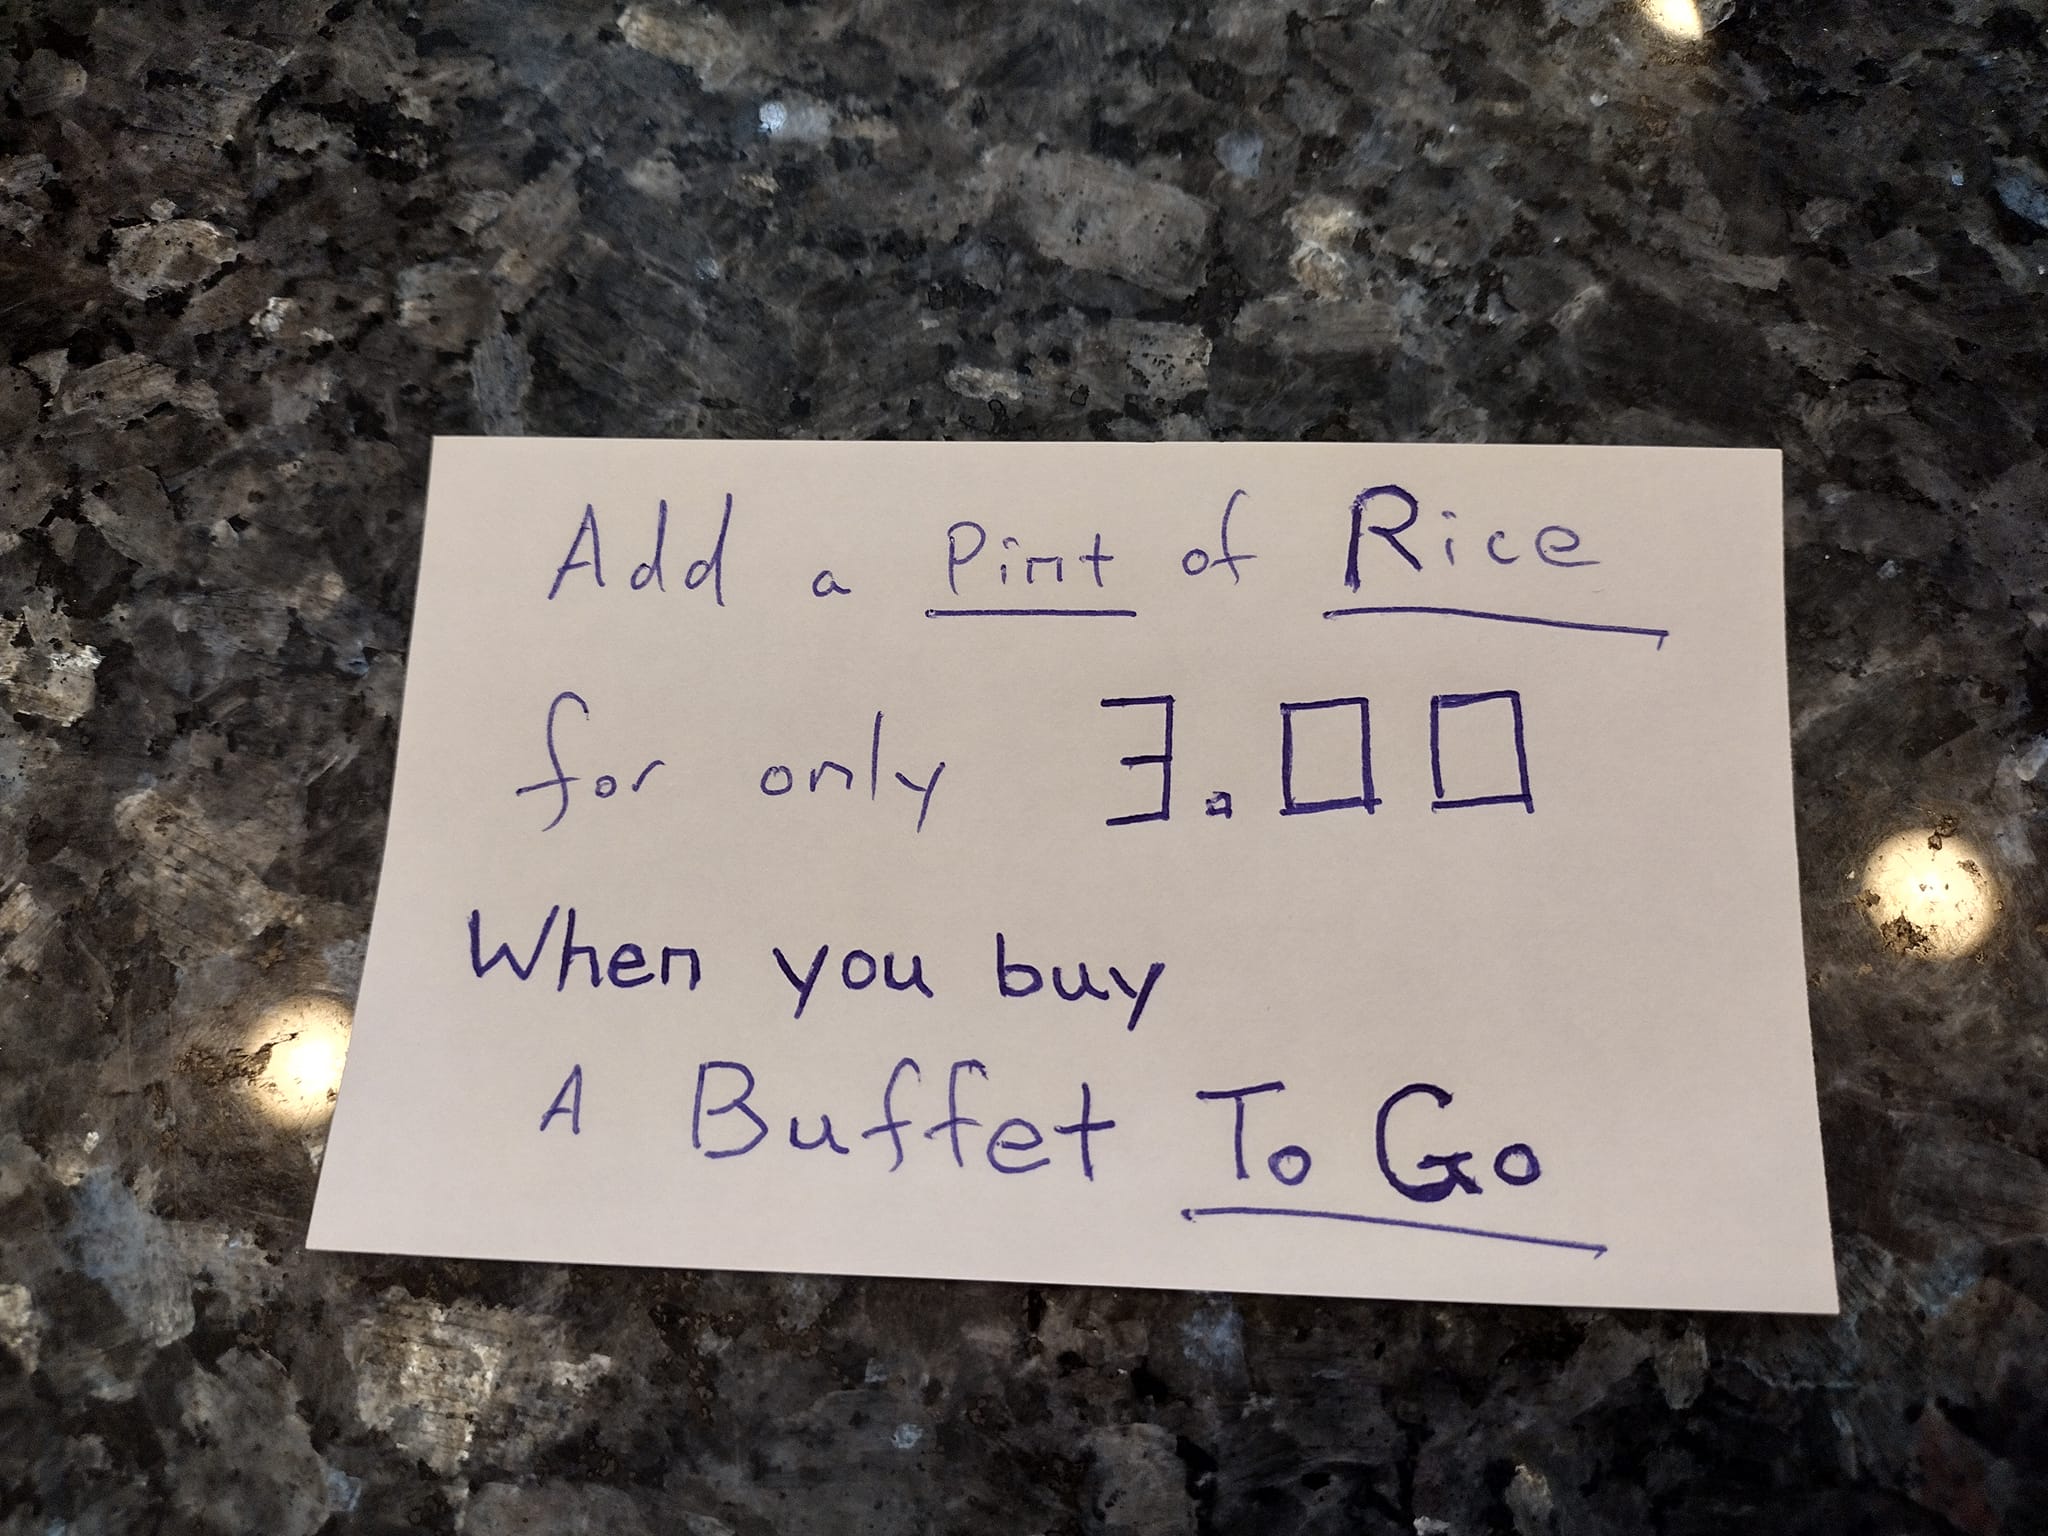 Add a Pint of Rice
for only 3.00
When you buy
A Buffet To Go